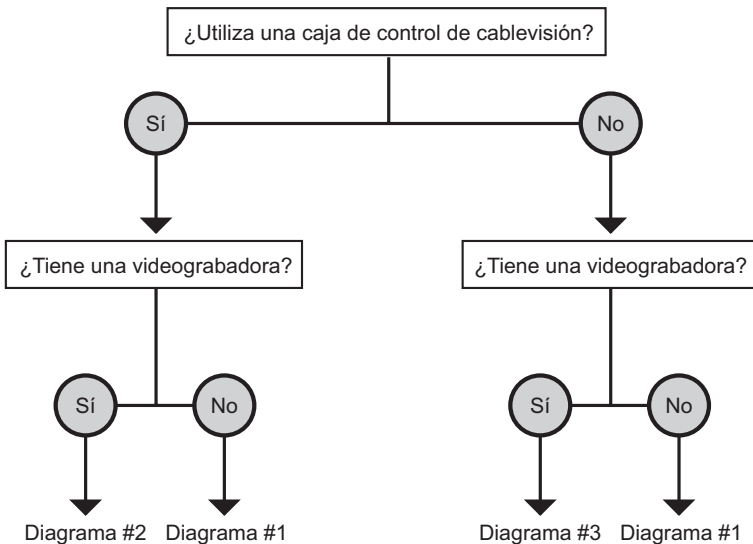 ¿Utiliza una caja de control de cablevisión?
Sí
No
¿Tiene una videograbadora?
¿Tiene una videograbadora?
Sí
No
Sí
No
Diagrama #2
Diagrama #1
Diagrama #3
Diagrama #1